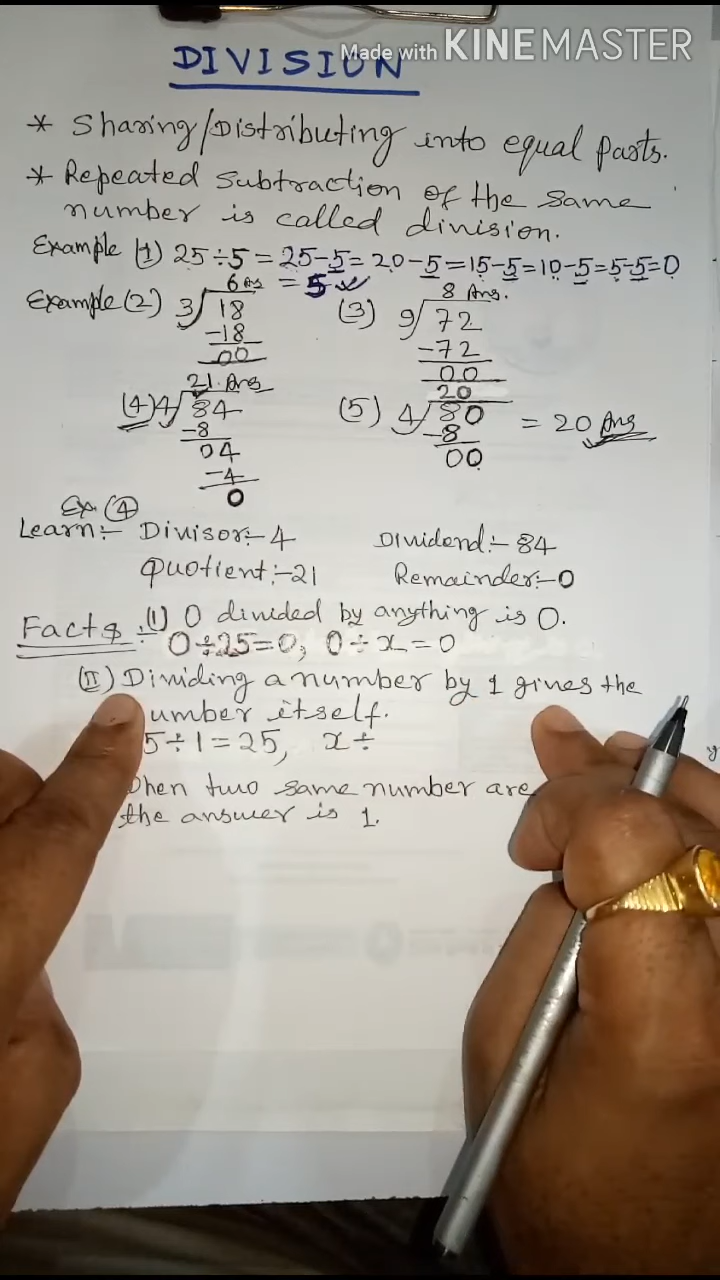 Made with KINEMASTER
DIVISION
* Sharing/Distributing into equal parts.
* Repeated subtraction of the same
number is called division.
Example (1) 25÷5 = 25-5 = 20-5 = 15-5 = 10-5 = 5-5 = 0
= 5 ✓
Example (2) 3 18 6 Ans
-18
00
(3) 9 72 8 Ans.
-72
00
(4) 4 84 21 Ans
-8
04
-4
0
(5) 4 80 20 = 20 Ans
-8
00
Ex. (4)
Learn:- Divisor:- 4 Dividend:- 84
Quotient:- 21 Remainder:- 0
Facts:- (I) 0 divided by anything is 0.
0÷25=0, 0÷x=0
(II) Dividing a number by 1 gives the
umber itself.
5÷1=25, x÷
hen two same number are
the answer is 1.